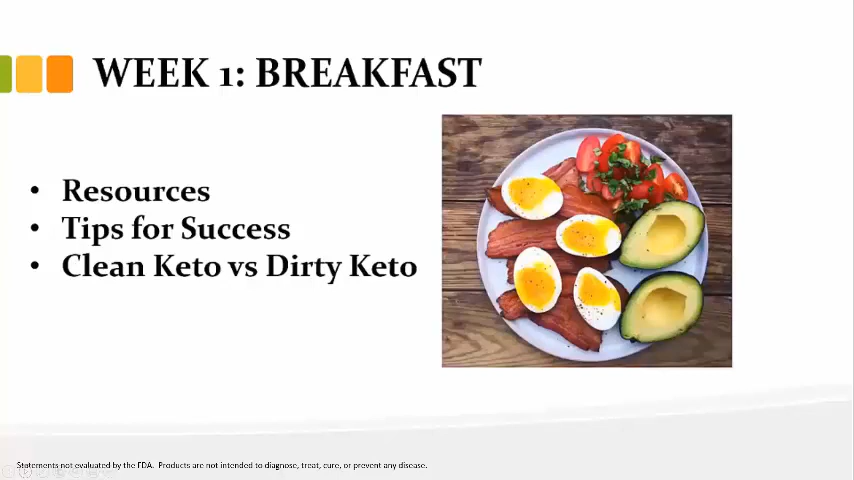 WEEK 1: BREAKFAST
• Resources
• Tips for Success
• Clean Keto vs Dirty Keto
Statements not evaluated by the FDA. Products are not intended to diagnose, treat, cure, or prevent any disease.